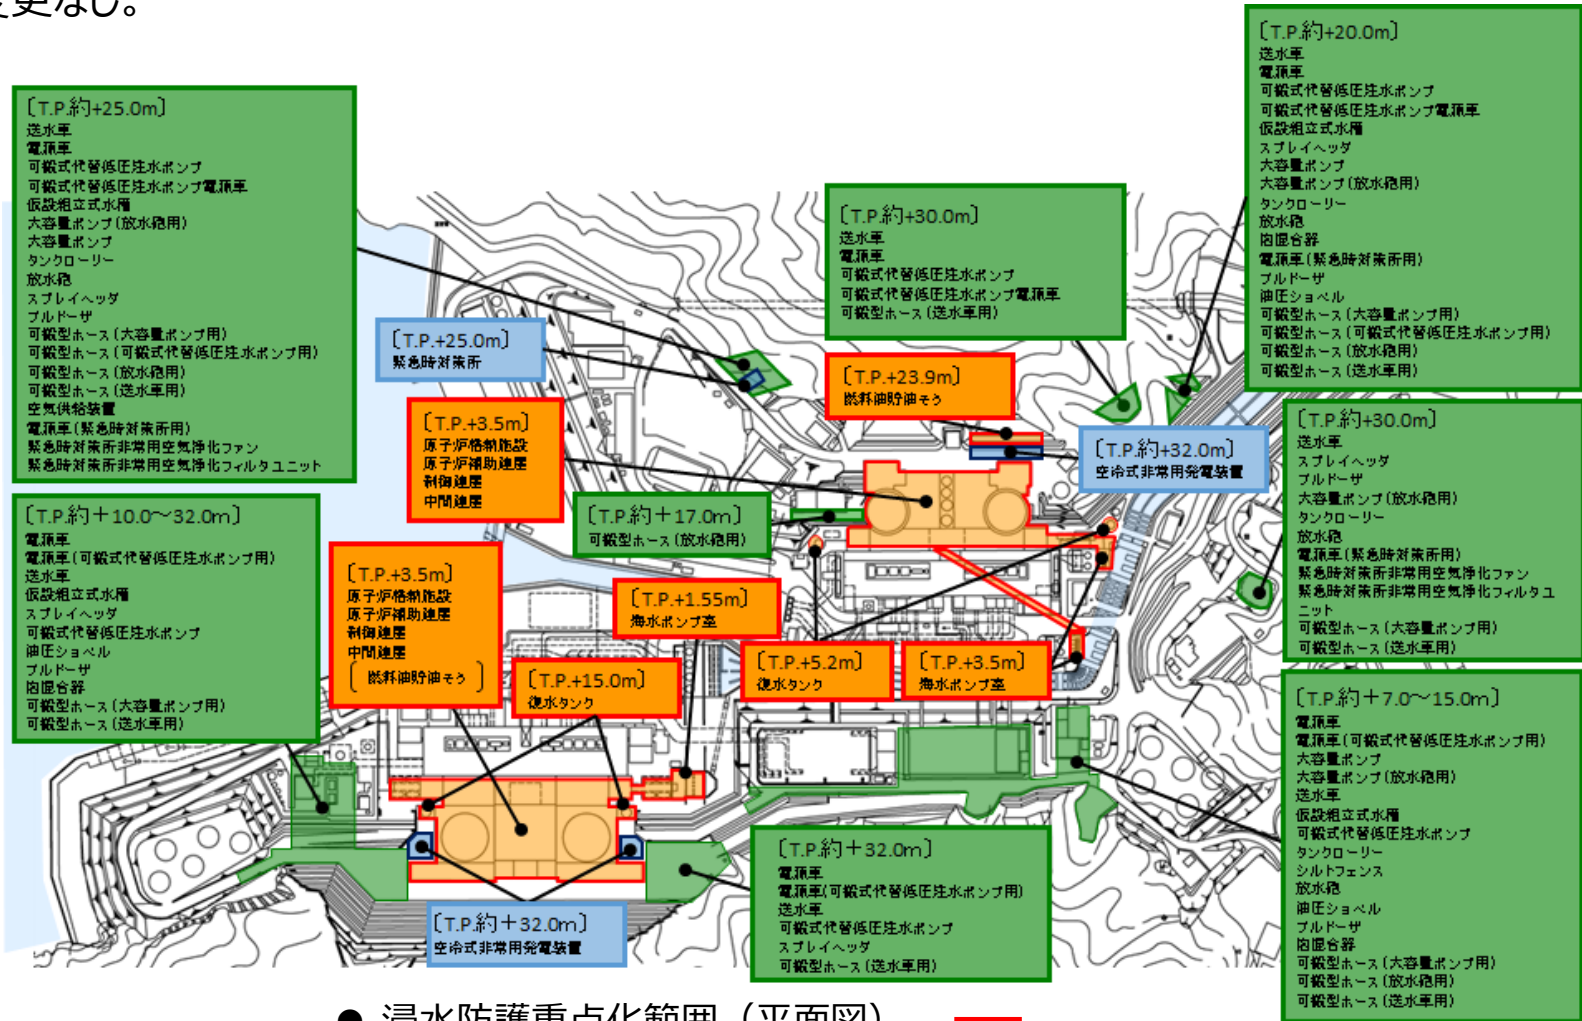 変更なし。
〔T.P.約+25.0m〕
送水車
電源車
可搬式代替低圧注水ポンプ
可搬式代替低圧注水ポンプ電源車
仮設組立式水槽
大容量ポンプ(放水砲用)
大容量ポンプ
タンクローリー
放水砲
スプレイヘッダ
ブルドーザ
可搬型ホース(大容量ポンプ用)
可搬型ホース(可搬式代替低圧注水ポンプ用)
可搬型ホース(放水砲用)
可搬型ホース(送水車用)
空気供給装置
電源車(緊急時対策所用)
緊急時対策所非常用空気浄化ファン
緊急時対策所非常用空気浄化フィルタユニット
〔T.P.+25.0m〕
緊急時対策所
〔T.P.+3.5m〕
原子炉格納施設
原子炉補助建屋
制御建屋
中間建屋
〔T.P.約+30.0m〕
送水車
電源車
可搬式代替低圧注水ポンプ
可搬式代替低圧注水ポンプ電源車
可搬型ホース(送水車用)
〔T.P.+23.9m〕
燃料油貯油そう
〔T.P.約+20.0m〕
送水車
電源車
可搬式代替低圧注水ポンプ
可搬式代替低圧注水ポンプ電源車
仮設組立式水槽
スプレイヘッダ
大容量ポンプ
大容量ポンプ(放水砲用)
タンクローリー
放水砲
泡混合器
電源車(緊急時対策所用)
ブルドーザ
油圧ショベル
可搬型ホース(大容量ポンプ用)
可搬型ホース(可搬式代替低圧注水ポンプ用)
可搬型ホース(放水砲用)
可搬型ホース(送水車用)
〔T.P.約+32.0m〕
空冷式非常用発電装置
〔T.P.約+30.0m〕
送水車
スプレイヘッダ
ブルドーザ
大容量ポンプ(放水砲用)
タンクローリー
放水砲
電源車(緊急時対策所用)
緊急時対策所非常用空気浄化ファン
緊急時対策所非常用空気浄化フィルタユ
ニット
可搬型ホース(大容量ポンプ用)
可搬型ホース(送水車用)
〔T.P.約+17.0m〕
可搬型ホース(放水砲用)
〔T.P.約+10.0～32.0m〕
電源車
電源車(可搬式代替低圧注水ポンプ用)
送水車
仮設組立式水槽
スプレイヘッダ
可搬式代替低圧注水ポンプ
油圧ショベル
ブルドーザ
泡混合器
可搬型ホース(大容量ポンプ用)
可搬型ホース(送水車用)
〔T.P.+3.5m〕
原子炉格納施設
原子炉補助建屋
制御建屋
中間建屋
〔燃料油貯油そう〕
〔T.P.+1.55m〕
海水ポンプ室
〔T.P.+15.0m〕
復水タンク
〔T.P.+5.2m〕
復水タンク
〔T.P.+3.5m〕
海水ポンプ室
〔T.P.約+7.0～15.0m〕
電源車
電源車(可搬式代替低圧注水ポンプ用)
大容量ポンプ
大容量ポンプ(放水砲用)
送水車
仮設組立式水槽
可搬式代替低圧注水ポンプ
タンクローリー
シルトフェンス
放水砲
油圧ショベル
ブルドーザ
泡混合器
可搬型ホース(大容量ポンプ用)
可搬型ホース(放水砲用)
可搬型ホース(送水車用)
〔T.P.約+32.0m〕
電源車
電源車(可搬式代替低圧注水ポンプ用)
送水車
可搬式代替低圧注水ポンプ
スプレイヘッダ
可搬型ホース(送水車用)
〔T.P.約+32.0m〕
空冷式非常用発電装置
● 浸水防護重点化範囲（平面図）